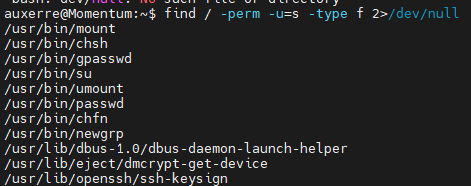 -bash: dev/null: No such file or directory
auxerre@Momentum:~$ find / -perm -u=s -type f 2>/dev/null
/usr/bin/mount
/usr/bin/chsh
/usr/bin/gpasswd
/usr/bin/su
/usr/bin/umount
/usr/bin/passwd
/usr/bin/chfn
/usr/bin/newgrp
/usr/lib/dbus-1.0/dbus-daemon-launch-helper
/usr/lib/eject/dmcrypt-get-device
/usr/lib/openssh/ssh-keysign